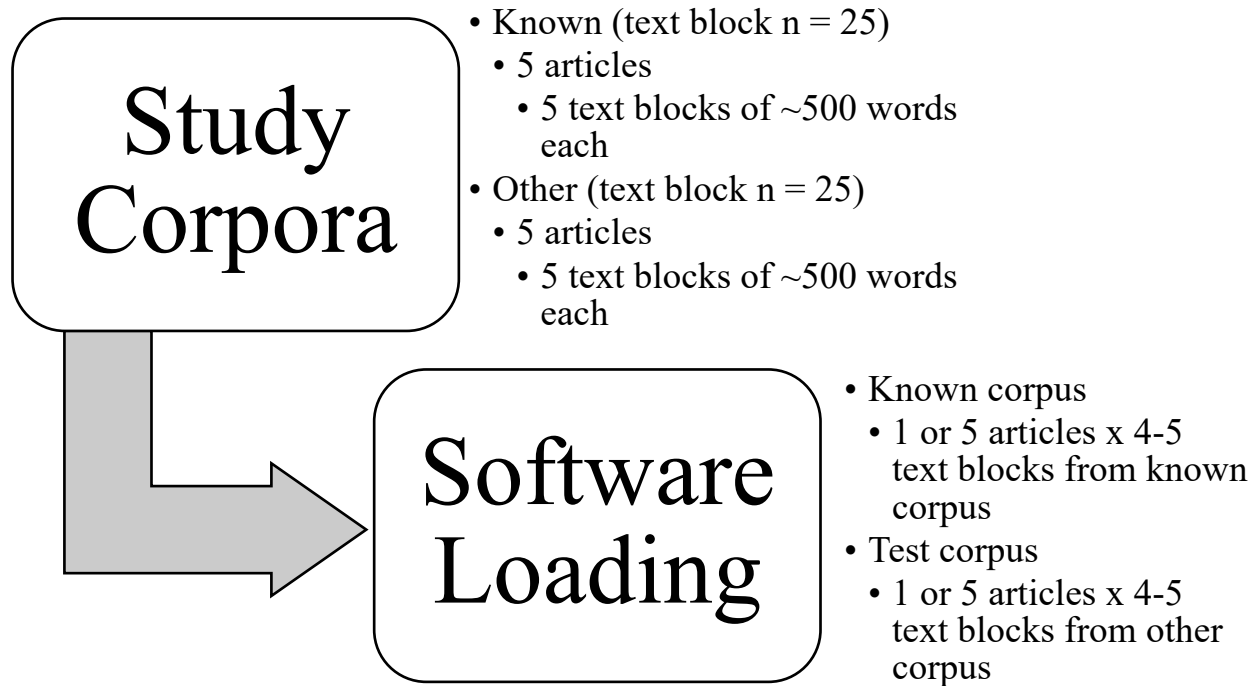 Study
Corpora
• Known (text block n = 25)
• 5 articles
• 5 text blocks of ~500 words
each
• Other (text block n = 25)
• 5 articles
• 5 text blocks of ~500 words
each
Software
Loading
• Known corpus
• 1 or 5 articles x 4-5
text blocks from known
corpus
• Test corpus
• 1 or 5 articles x 4-5
text blocks from other
corpus